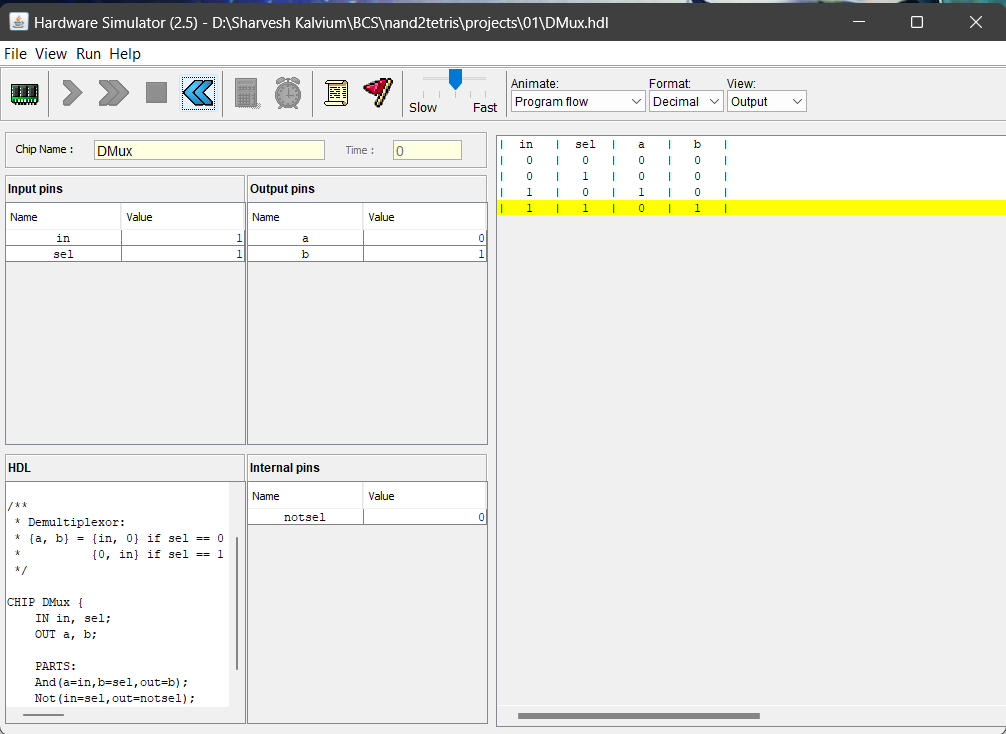 Hardware Simulator (2.5) - D:\Sharvesh Kalvium\BCS\nand2tetris\projects\01\DMux.hdl
File View Run Help
Slow Fast
Animate: Format: View:
Program flow Decimal Output
Chip Name : DMux Time : 0
Input pins
Name Value
in 1
sel 1
Output pins
Name Value
a 0
b 1
HDL
/**
* Demultiplexor:
* {a, b} = {in, 0} if sel == 0
* {0, in} if sel == 1
*/
CHIP DMux {
IN in, sel;
OUT a, b;
PARTS:
And(a=in,b=sel,out=b);
Not(in=sel,out=notsel);
Internal pins
Name Value
notsel 0
| in | sel | a | b |
| 0 | 0 | 0 | 0 |
| 0 | 1 | 0 | 0 |
| 1 | 0 | 1 | 0 |
| 1 | 1 | 0 | 1 |